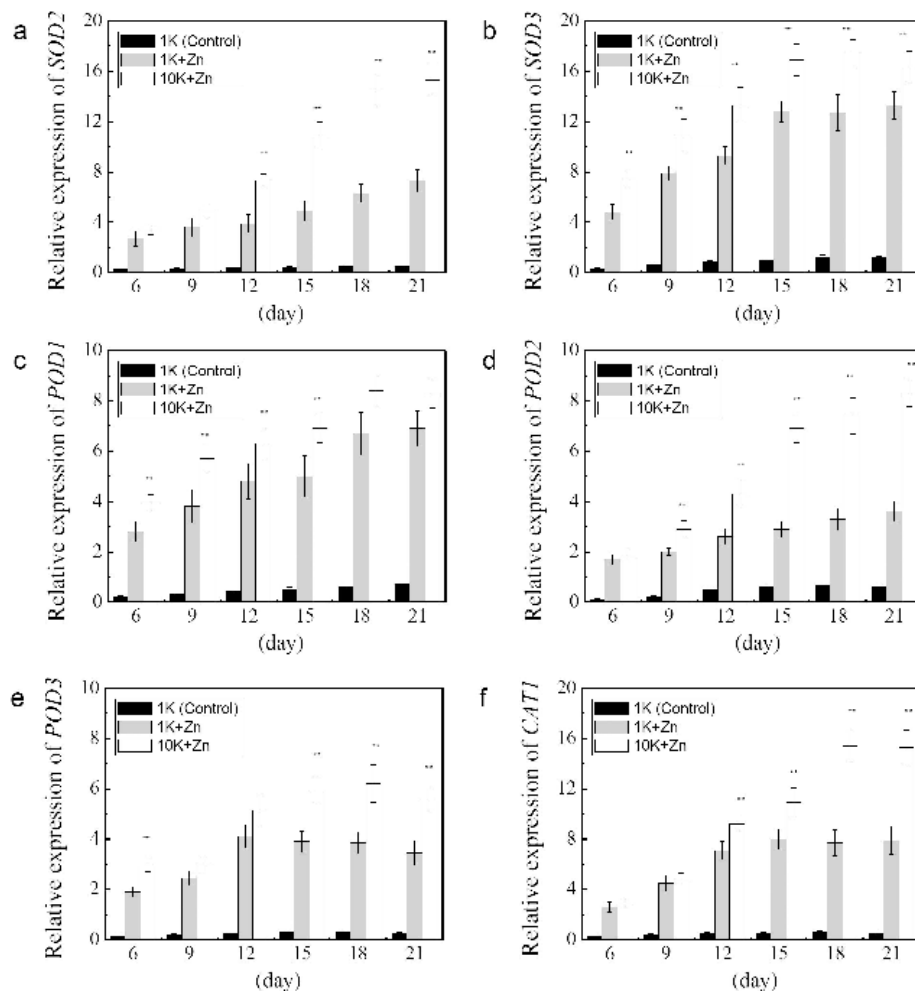 a
Relative expression of SOD2
20
16
12
8
4
0
1K (Control)
1K+Zn
10K+Zn
** ** ** ** **
6 9 12 15 18 21
(day)
b
Relative expression of SOD3
20
16
12
8
4
0
1K (Control)
1K+Zn
10K+Zn
** ** ** ** ** **
6 9 12 15 18 21
(day)
c
Relative expression of POD1
10
8
6
4
2
0
1K (Control)
1K+Zn
10K+Zn
** ** ** **
6 9 12 15 18 21
(day)
d
Relative expression of POD2
10
8
6
4
2
0
1K (Control)
1K+Zn
10K+Zn
** ** ** ** **
6 9 12 15 18 21
(day)
e
Relative expression of POD3
10
8
6
4
2
0
1K (Control)
1K+Zn
10K+Zn
** ** ** **
6 9 12 15 18 21
(day)
f
Relative expression of CAT1
20
16
12
8
4
0
1K (Control)
1K+Zn
10K+Zn
** ** ** **
6 9 12 15 18 21
(day)